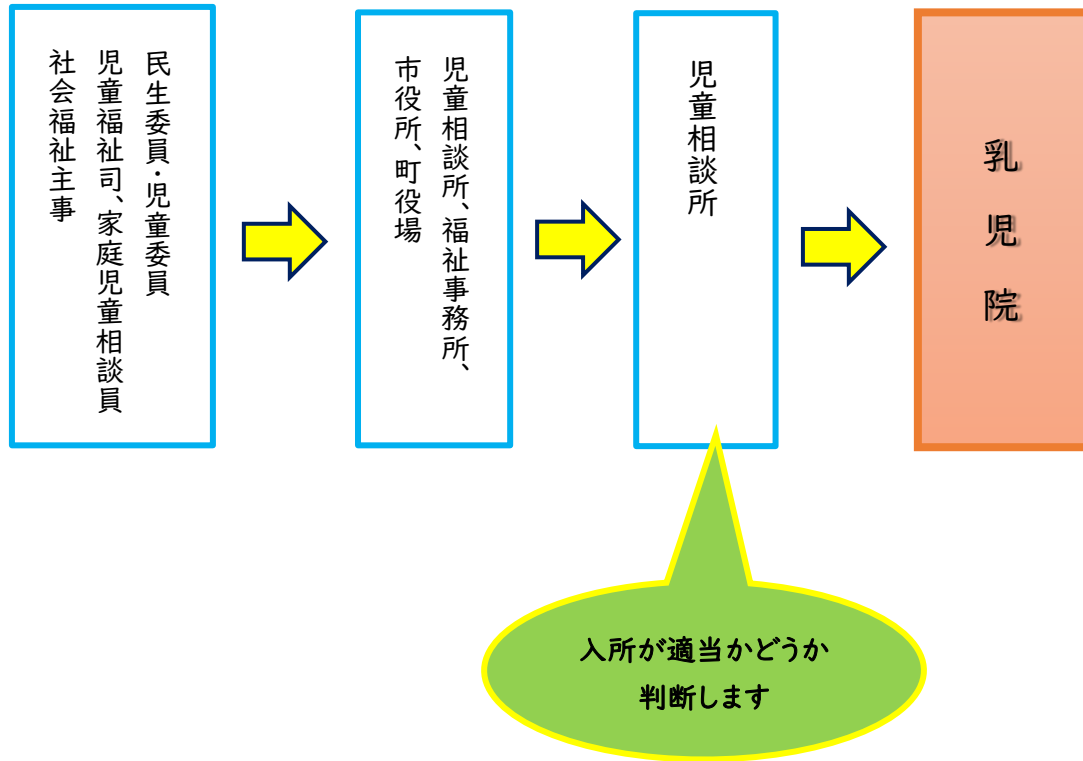 民生委員・児童委員
児童福祉司、家庭児童相談員
社会福祉主事
児童相談所、福祉事務所、
市役所、町役場
児童相談所
乳児院
入所が適当かどうか
判断します